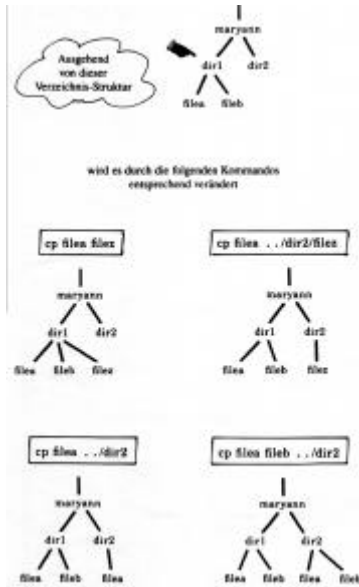 maryann
Ausgehend
von dieser
Verzeichnis-Struktur
dir1 dir2
filea fileb
wird es durch die folgenden Kommandos
entsprechend verändert
cp filea filez
cp filea ../dir2/filez
maryann
maryann
dir1 dir2
dir1 dir2
filea fileb filez
filea fileb filez
cp filea ../dir2
cp filea fileb ../dir2
maryann
maryann
dir1 dir2
dir1 dir2
filea fileb filea
filea fileb filea fileb